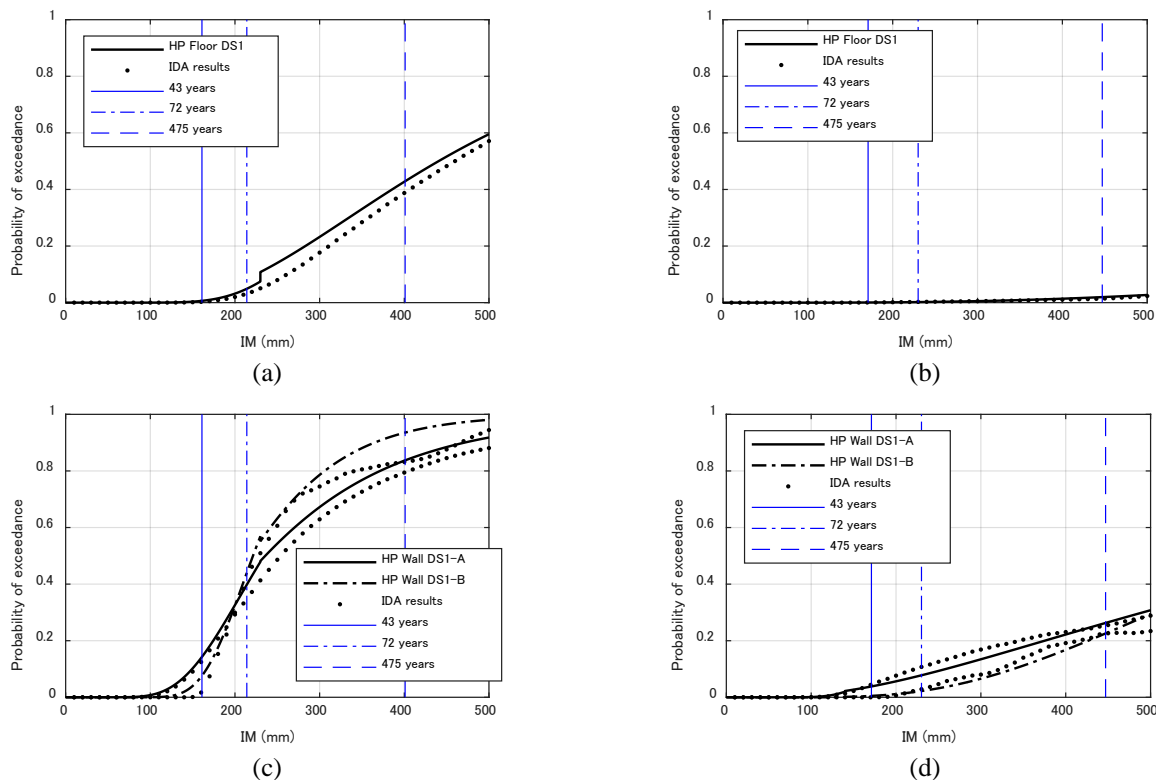 1
0.8
0.6
0.4
0.2
0
Probability of exceedance
HP Floor DS1
IDA results
43 years
72 years
475 years
0 100 200 300 400 500
IM (mm)
(a)
1
0.8
0.6
0.4
0.2
0
Probability of exceedance
HP Floor DS1
IDA results
43 years
72 years
475 years
0 100 200 300 400 500
IM (mm)
(b)
1
0.8
0.6
0.4
0.2
0
Probability of exceedance
HP Wall DS1-A
HP Wall DS1-B
IDA results
43 years
72 years
475 years
0 100 200 300 400 500
IM (mm)
(c)
1
0.8
0.6
0.4
0.2
0
Probability of exceedance
HP Wall DS1-A
HP Wall DS1-B
IDA results
43 years
72 years
475 years
0 100 200 300 400 500
IM (mm)
(d)